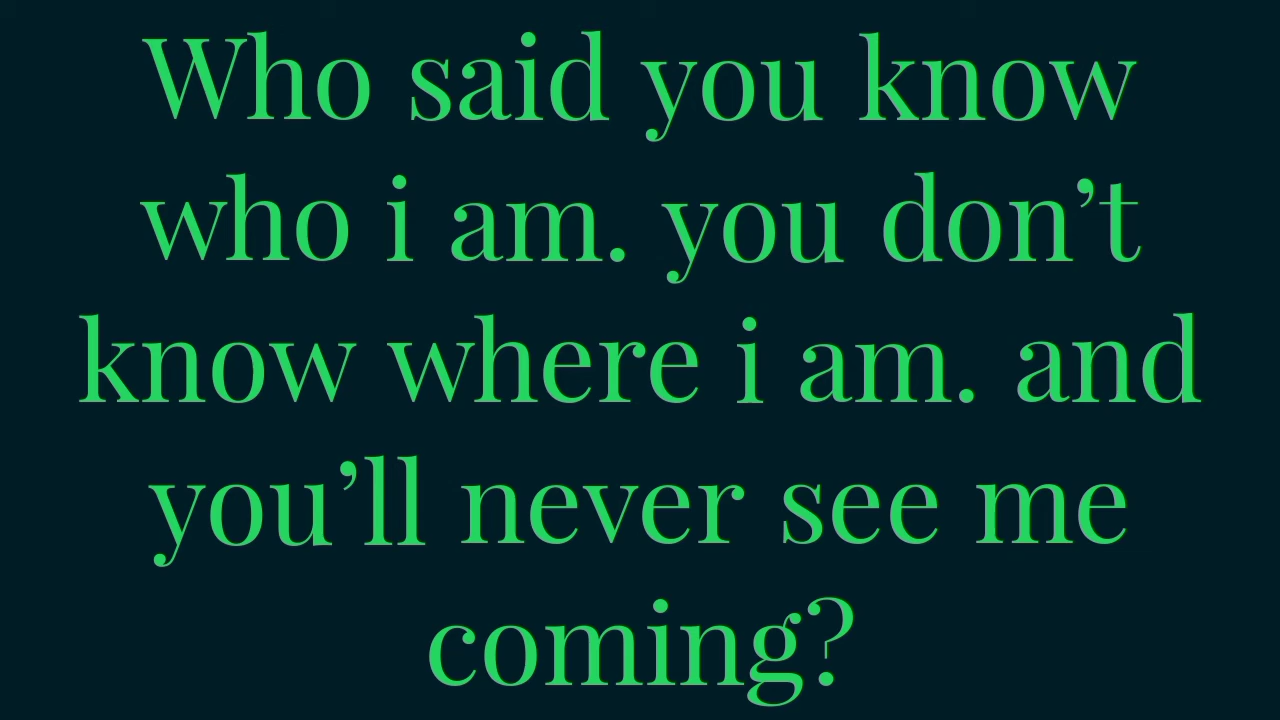 Who said you know
who i am. you don’t
know where i am. and
you’ll never see me
coming?